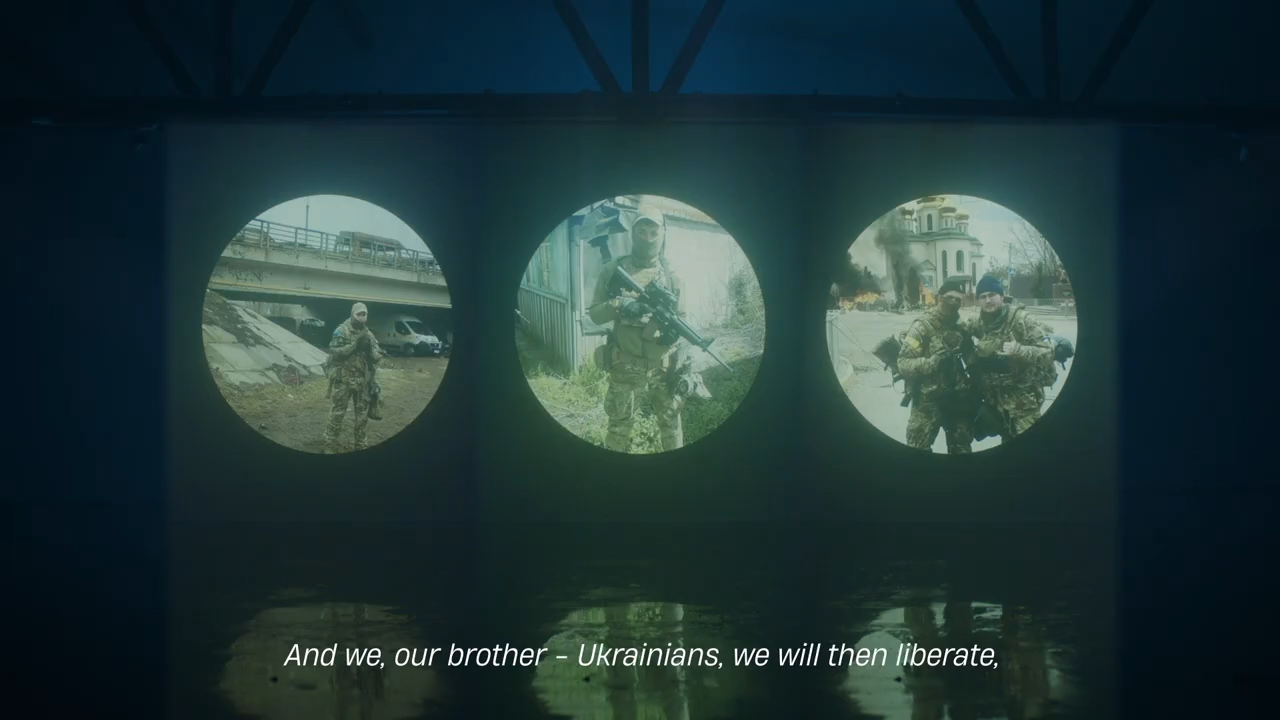 And we, our brother – Ukrainians, we will then liberate,